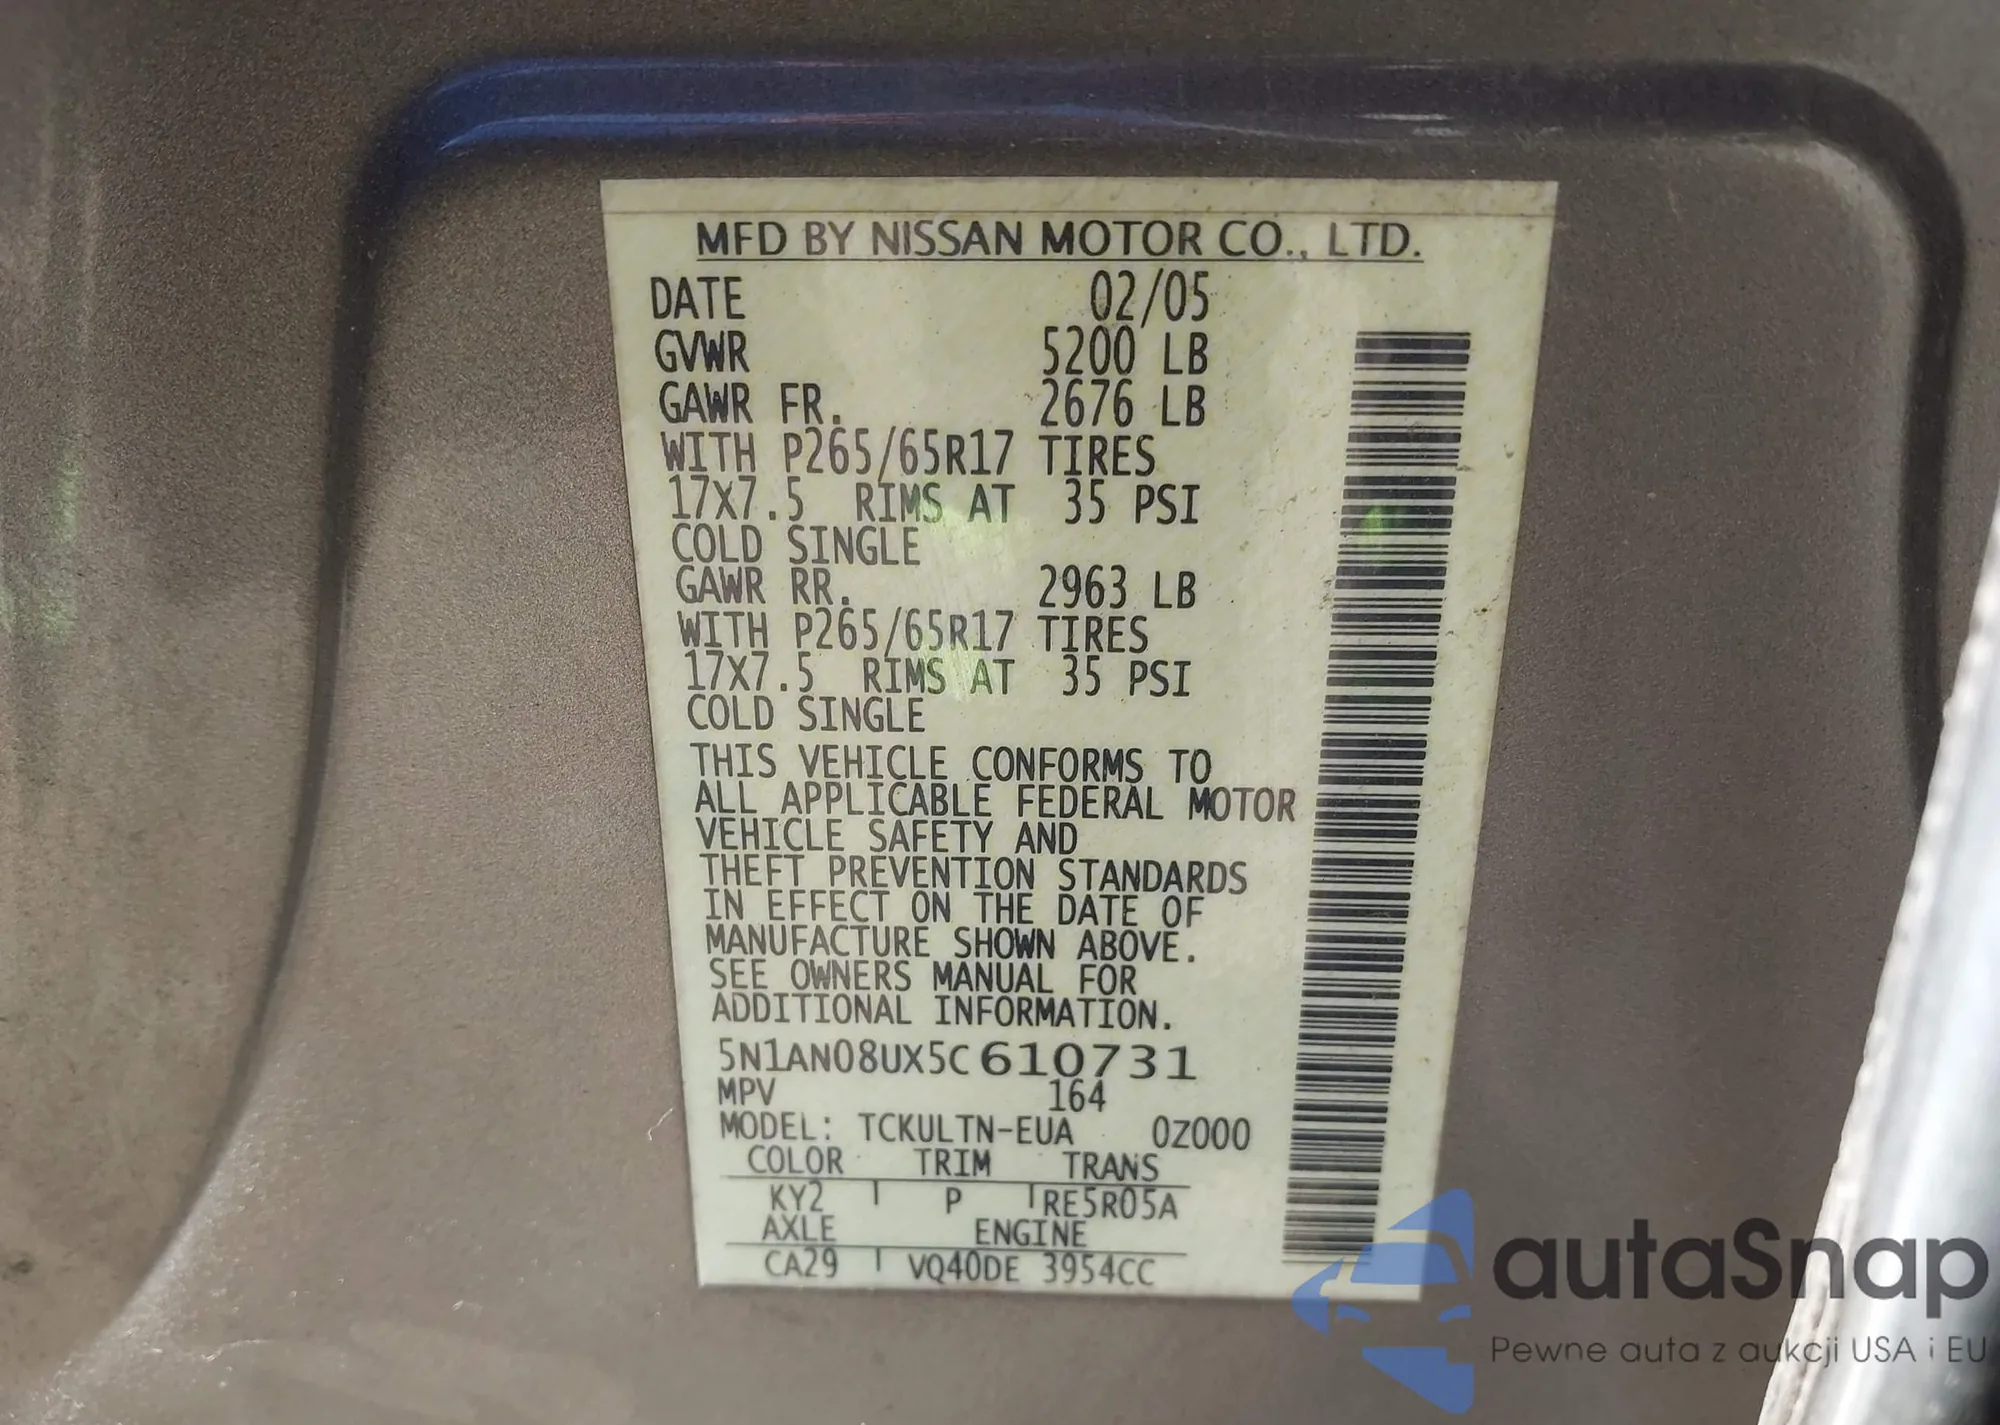 MFD BY NISSAN MOTOR CO., LTD.
DATE 02/05
GVWR 5200 LB
GAWR FR. 2676 LB
WITH P265/65R17 TIRES
17X7.5 RIMS AT 35 PSI
COLD SINGLE
GAWR RR. 2963 LB
WITH P265/65R17 TIRES
17X7.5 RIMS AT 35 PSI
COLD SINGLE
THIS VEHICLE CONFORMS TO
ALL APPLICABLE FEDERAL MOTOR
VEHICLE SAFETY AND
THEFT PREVENTION STANDARDS
IN EFFECT ON THE DATE OF
MANUFACTURE SHOWN ABOVE.
SEE OWNERS MANUAL FOR
ADDITIONAL INFORMATION.
5N1AN08UX5C610731
MPV 164
MODEL: TCKULTN-EUA 0Z000
COLOR TRIM TRANS
KY2 P RE5R05A
AXLE ENGINE
CA29 VQ40DE 3954CC
autaSnap
Pewne auta z aukcji USA i EU